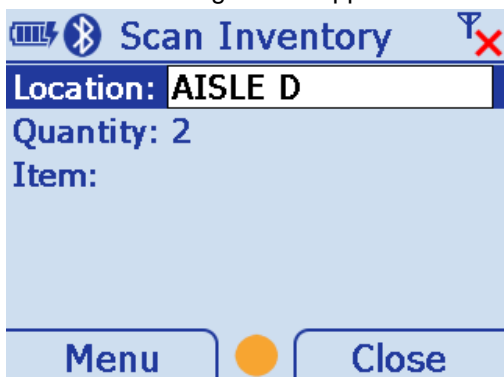 Scan Inventory
Location: AISLE D
Quantity: 2
Item:
Menu
Close